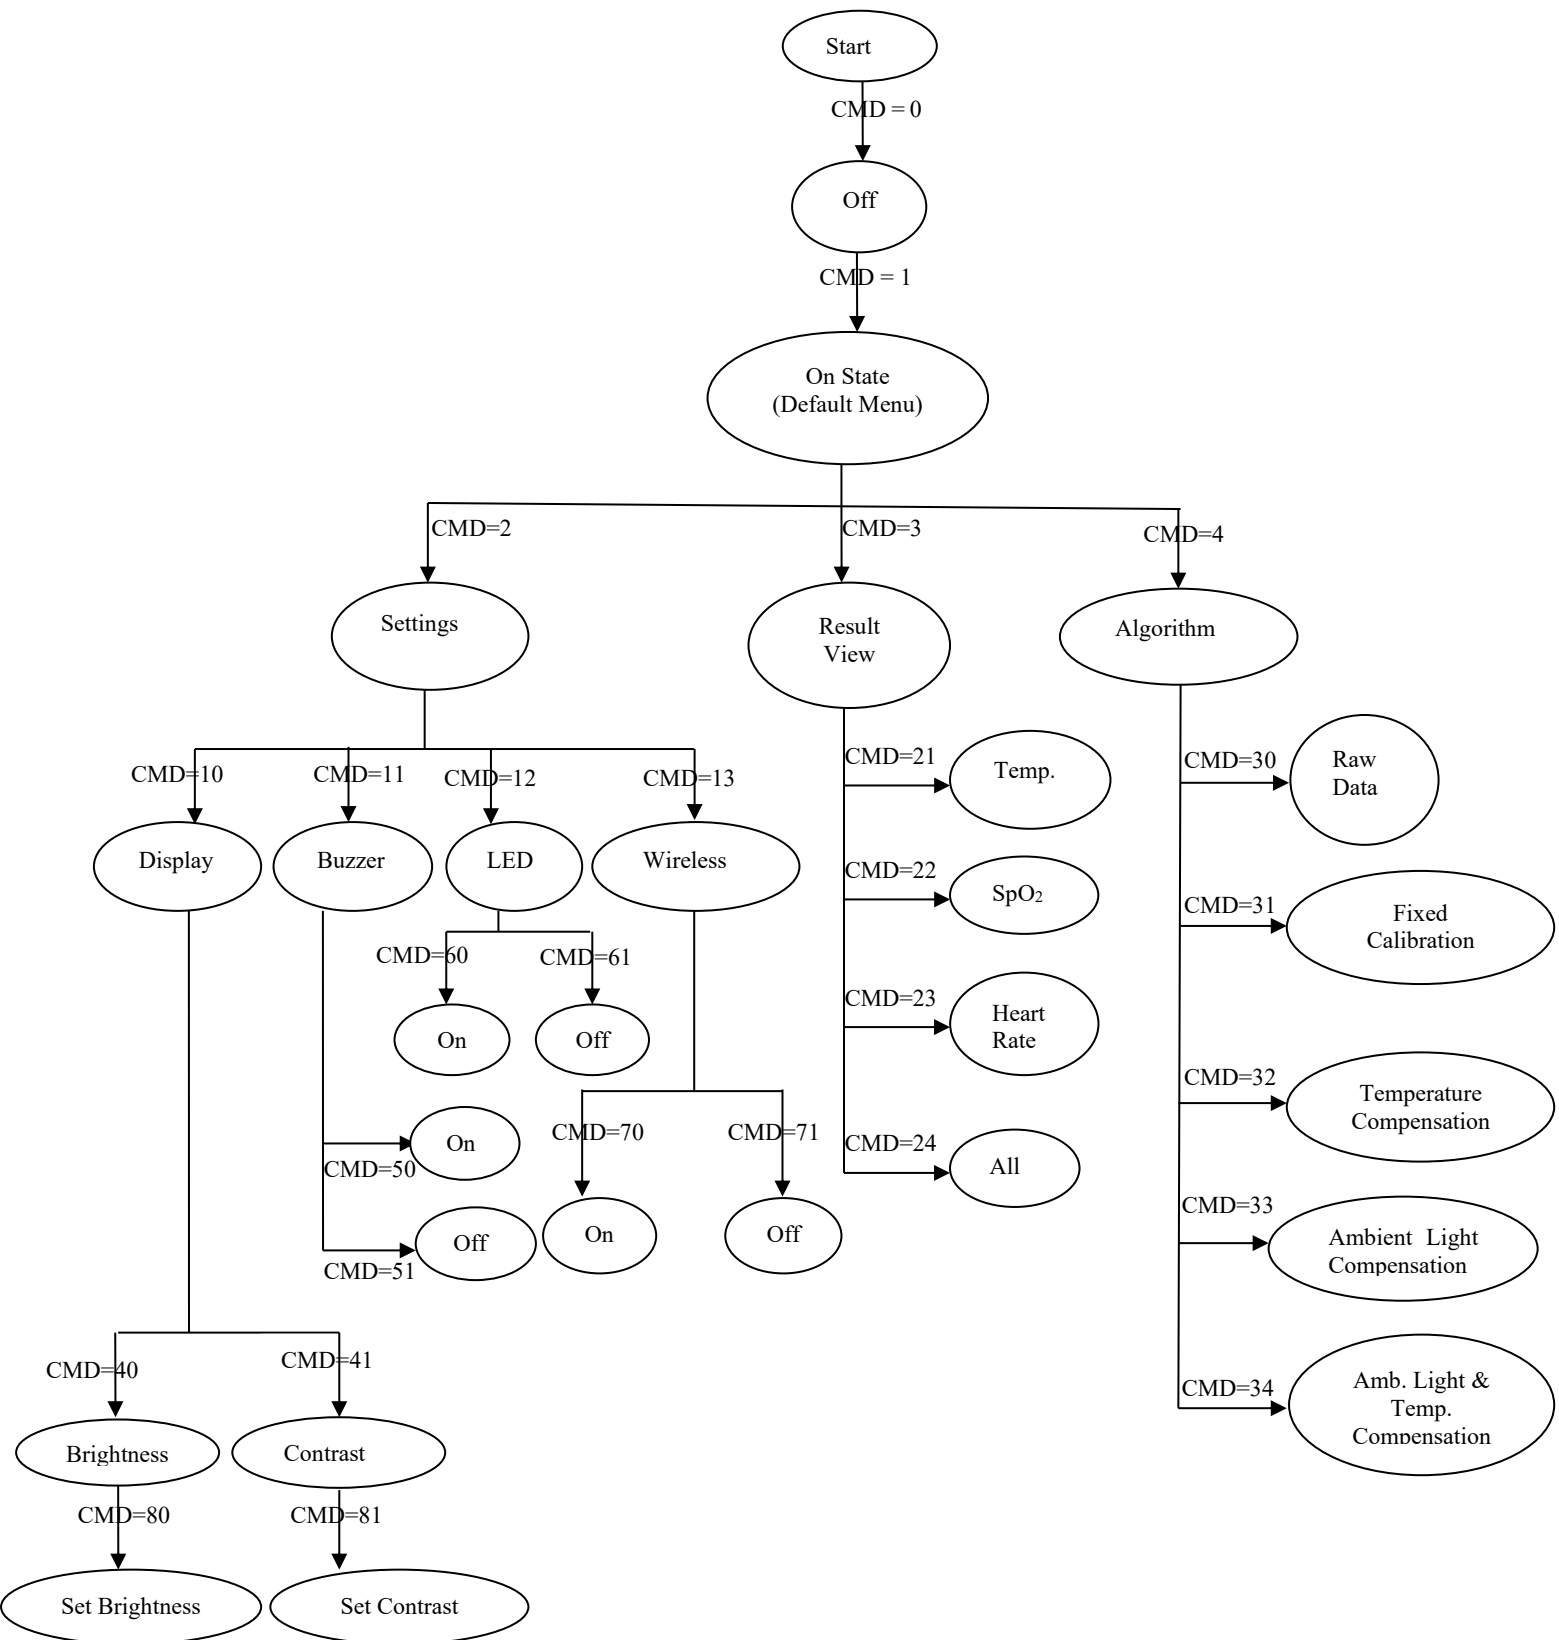 Start
CMD = 0
Off
CMD = 1
On State
(Default Menu)
CMD=2
CMD=3
CMD=4
Settings
Result
View
Algorithm
CMD=10
CMD=11
CMD=12
CMD=13
Display
Buzzer
LED
Wireless
CMD=60
CMD=61
On
Off
CMD=50
On
CMD=51
Off
CMD=70
CMD=71
On
Off
CMD=40
CMD=41
Brightness
Contrast
CMD=80
CMD=81
Set Brightness
Set Contrast
CMD=21
Temp.
CMD=22
SpO₂
CMD=23
Heart
Rate
CMD=24
All
CMD=30
Raw
Data
CMD=31
Fixed
Calibration
CMD=32
Temperature
Compensation
CMD=33
Ambient Light
Compensation
CMD=34
Amb. Light &
Temp.
Compensation